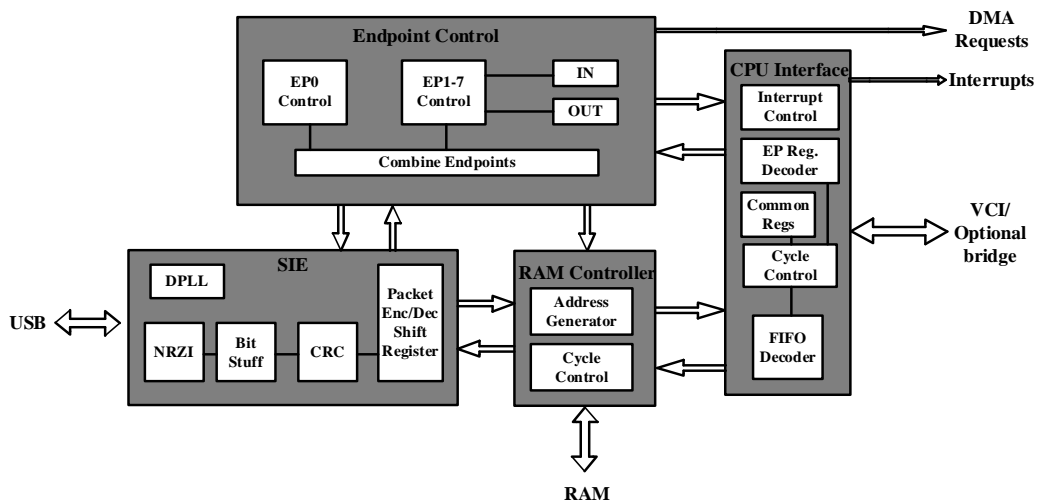 Endpoint Control
EP0
Control
EP1-7
Control
IN
OUT
Combine Endpoints
DMA
Requests
CPU Interface
Interrupts
Interrupt
Control
EP Reg.
Decoder
Common
Regs
Cycle
Control
FIFO
Decoder
VCI/
Optional
bridge
SIE
DPLL
NRZI
Bit
Stuff
CRC
Packet
Enc/Dec
Shift
Register
USB
RAM Controller
Address
Generator
Cycle
Control
RAM